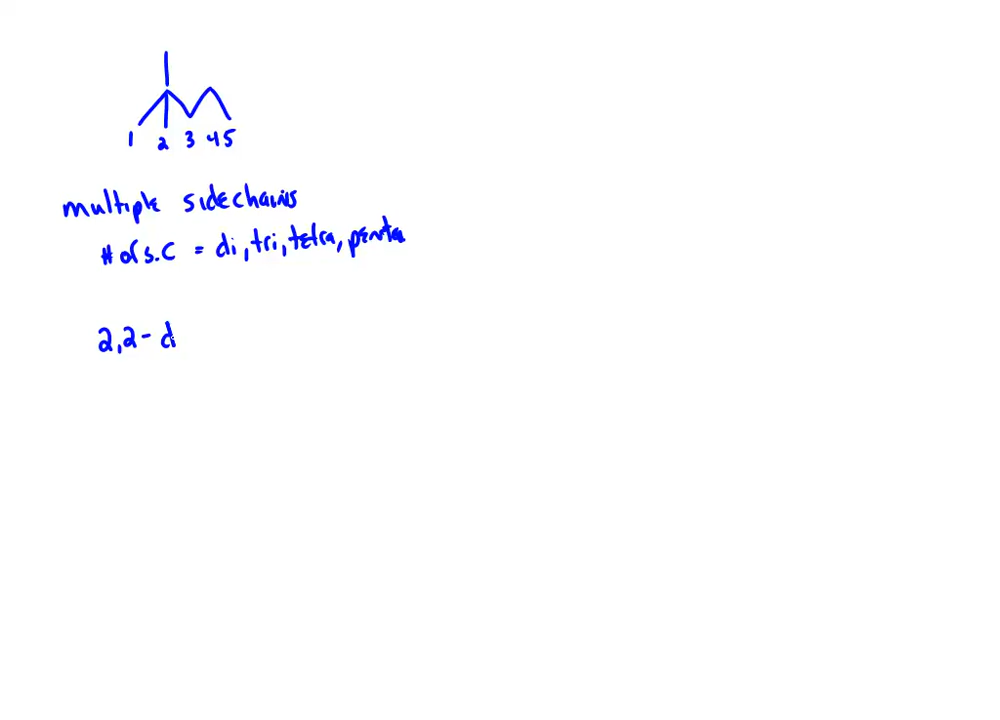 1 2 3 4 5
multiple sidechains
# of s.c = di, tri, tetra, penta
2,2- d